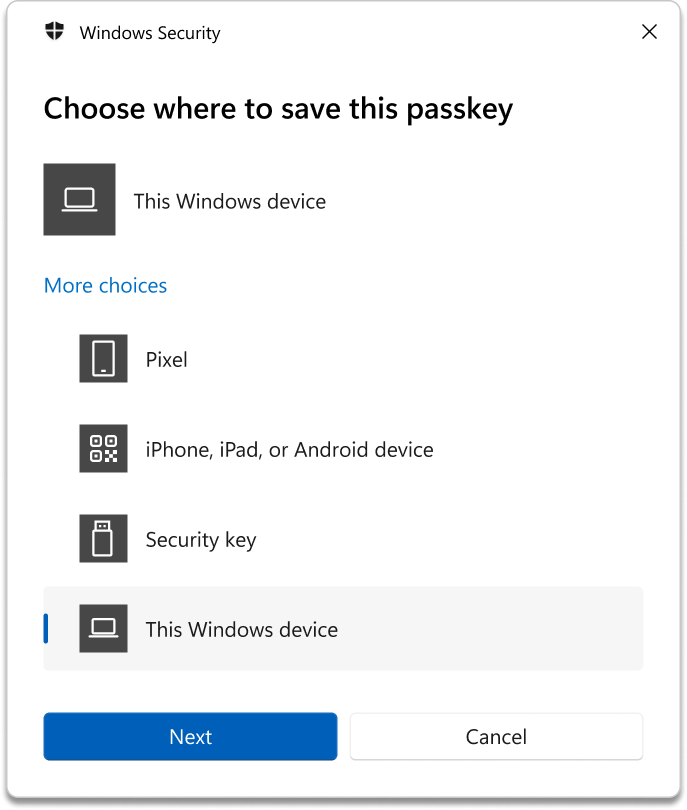 Windows Security
Choose where to save this passkey
This Windows device
More choices
Pixel
iPhone, iPad, or Android device
Security key
This Windows device
Next
Cancel